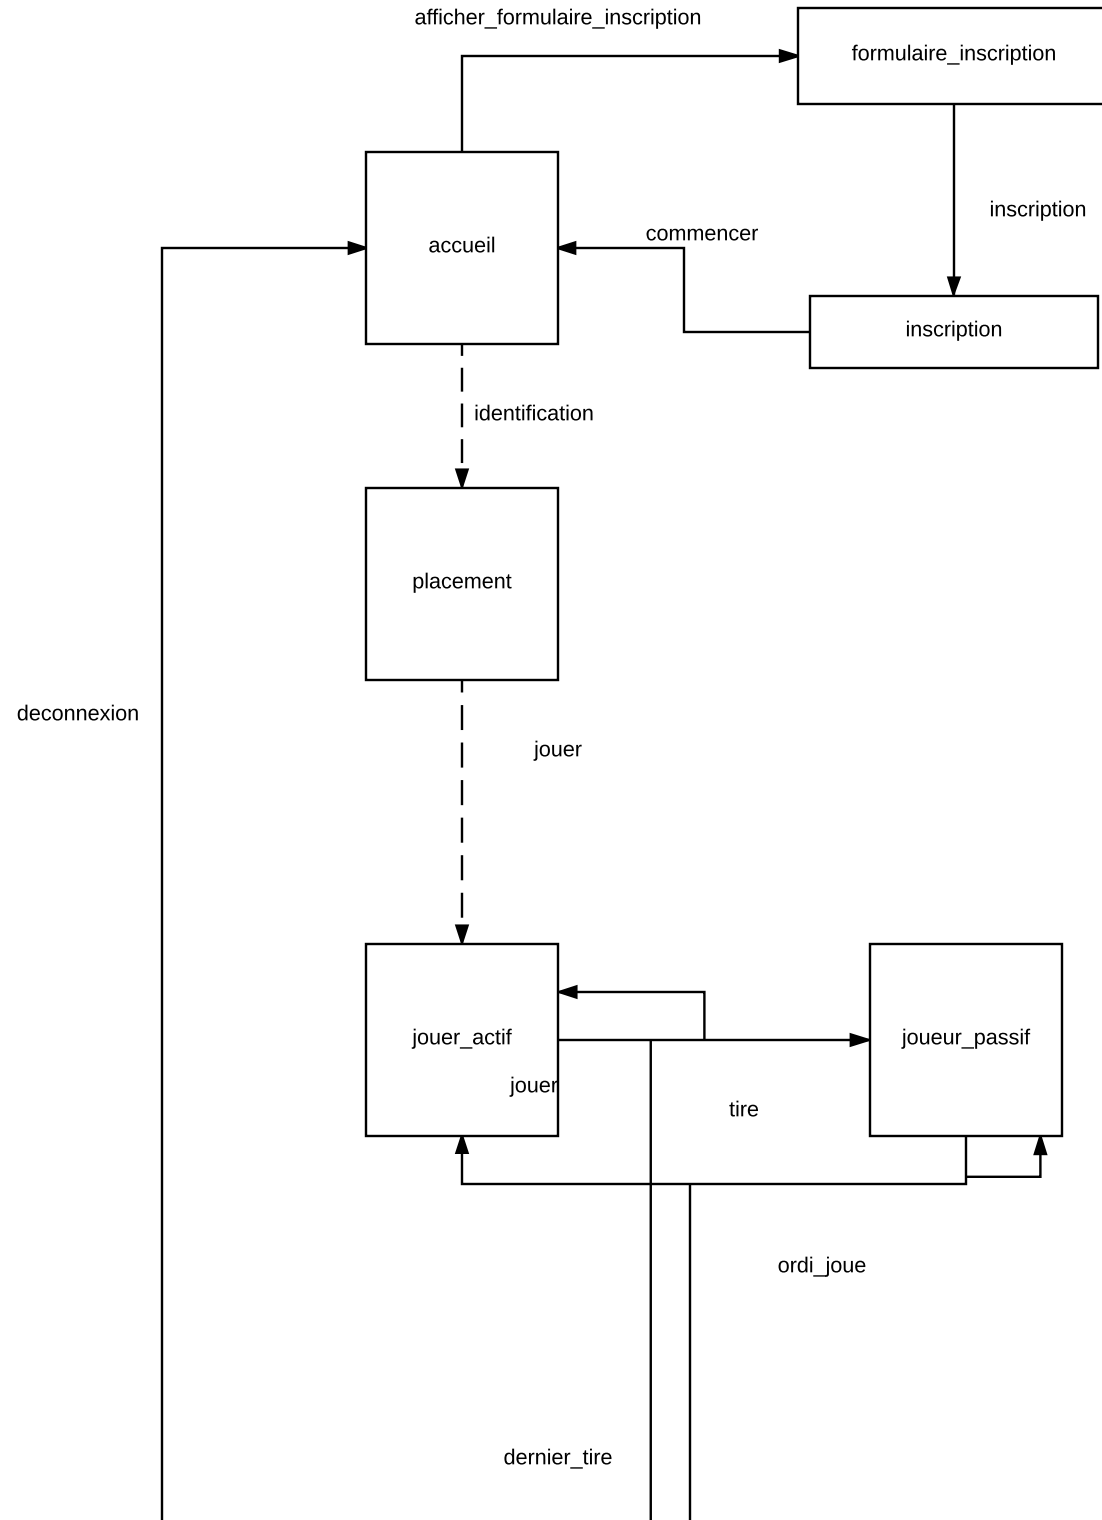 afficher_formulaire_inscription
formulaire_inscription
inscription
accueil
commencer
inscription
identification
placement
deconnexion
jouer
jouer_actif
joueur_passif
jouer
tire
ordi_joue
dernier_tire